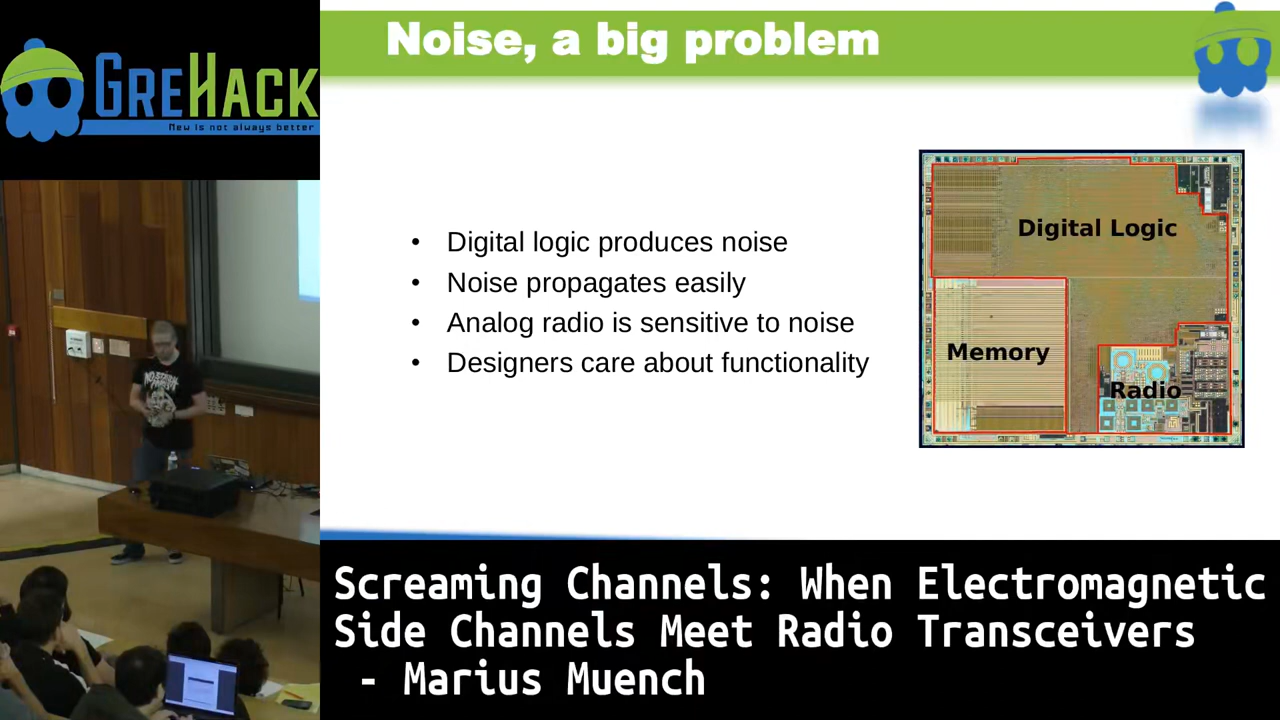 GREHACK
New is not always better
Noise, a big problem
• Digital logic produces noise
• Noise propagates easily
• Analog radio is sensitive to noise
• Designers care about functionality
Digital Logic
Memory
Radio
Screaming Channels: When Electromagnetic
Side Channels Meet Radio Transceivers
- Marius Muench